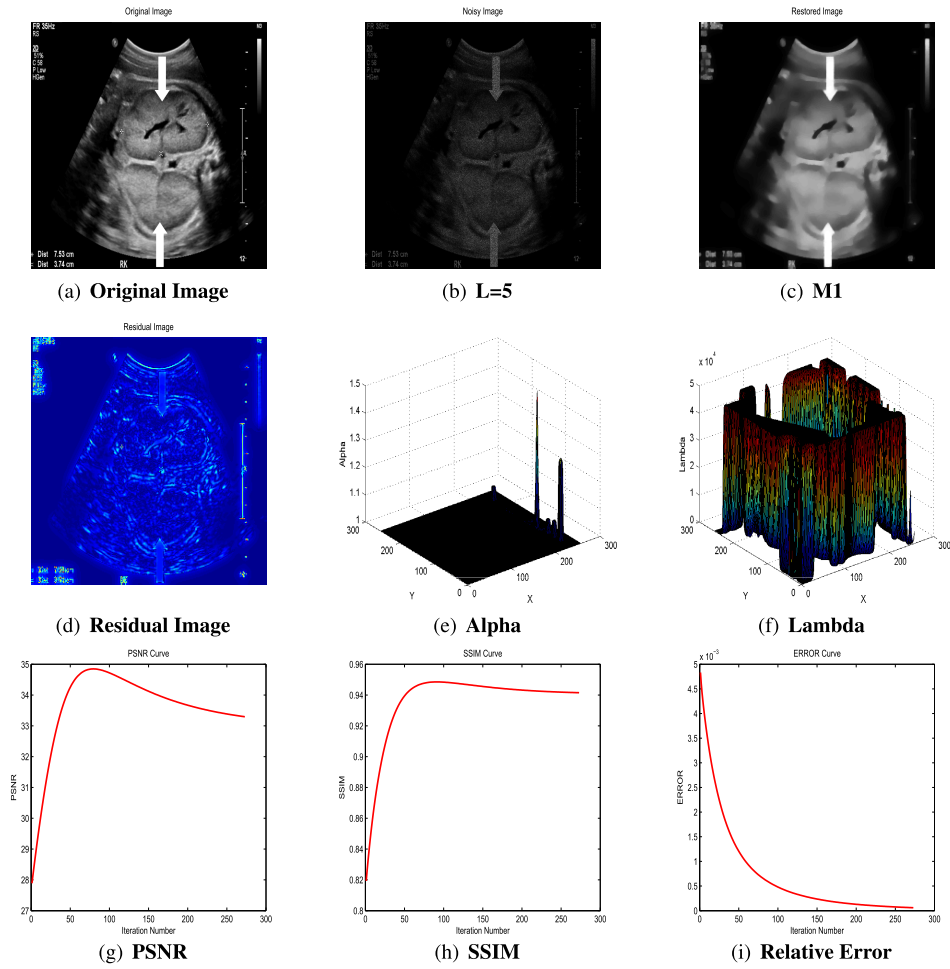 Original Image
FR 35Hz
RS
2D
51%
C 58
P Low
HGen
Dist 7.53 cm
Dist 3.74 cm
RK
12
(a) Original Image
Noisy Image
(b) L=5
Restored Image
(c) M1
Residual Image
(d) Residual Image
1.5
1.4
1.3
1.2
1.1
1
Alpha
300
200
100
0
Y
0
100
200
300
X
(e) Alpha
x 10^4
5
4
3
2
1
0
Lambda
300
200
100
0
Y
0
100
200
300
X
(f) Lambda
PSNR Curve
35
34
33
32
31
30
29
28
27
PSNR
0 50 100 150 200 250 300
Iteration Number
(g) PSNR
SSIM Curve
0.96
0.94
0.92
0.9
0.88
0.86
0.84
0.82
0.8
SSIM
0 50 100 150 200 250 300
Iteration Number
(h) SSIM
ERROR Curve
x 10^-3
5
4.5
4
3.5
3
2.5
2
1.5
1
0.5
0
ERROR
0 50 100 150 200 250 300
Iteration Number
(i) Relative Error